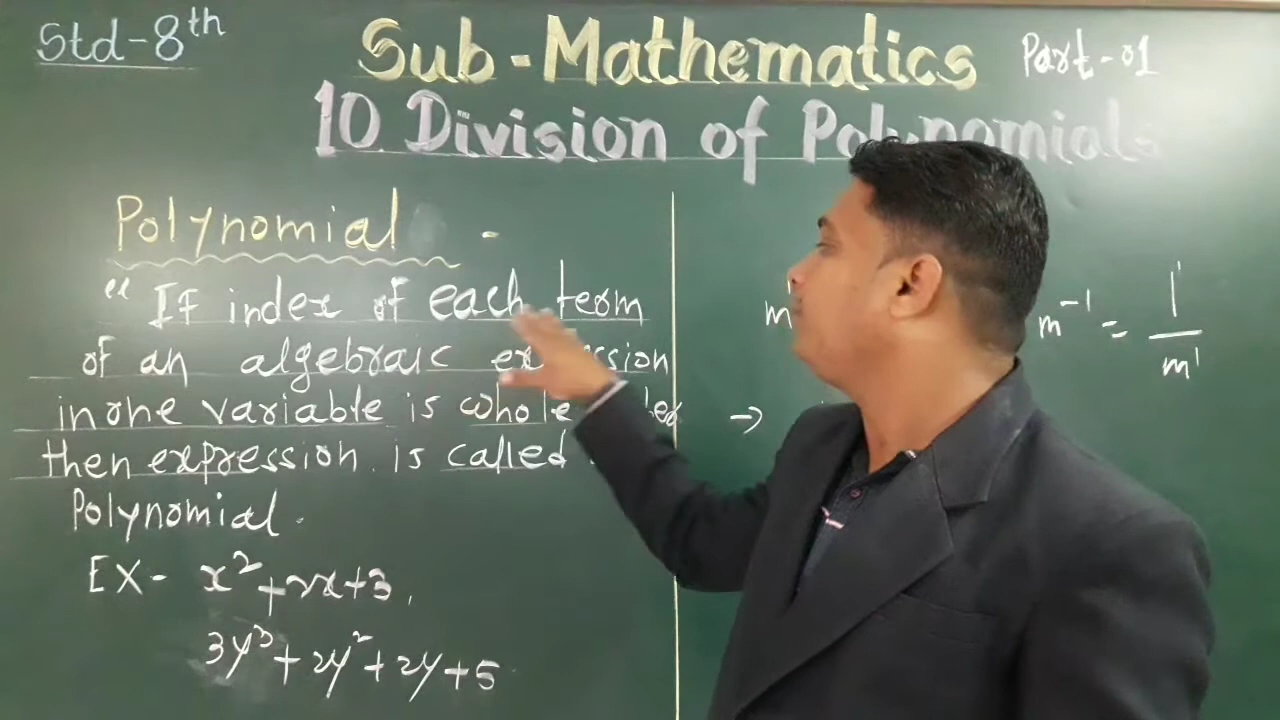 Std-8th
Sub-Mathematics
Part-01
10 Division of Polynomials
Polynomial -
" If index of each term
of an algebraic
in one variable is whole
then expression is called
Polynomial.
EX- x² + 2x + 3,
3y³ + 2y² + 2y + 5
m
m⁻¹ = 1/m¹
→